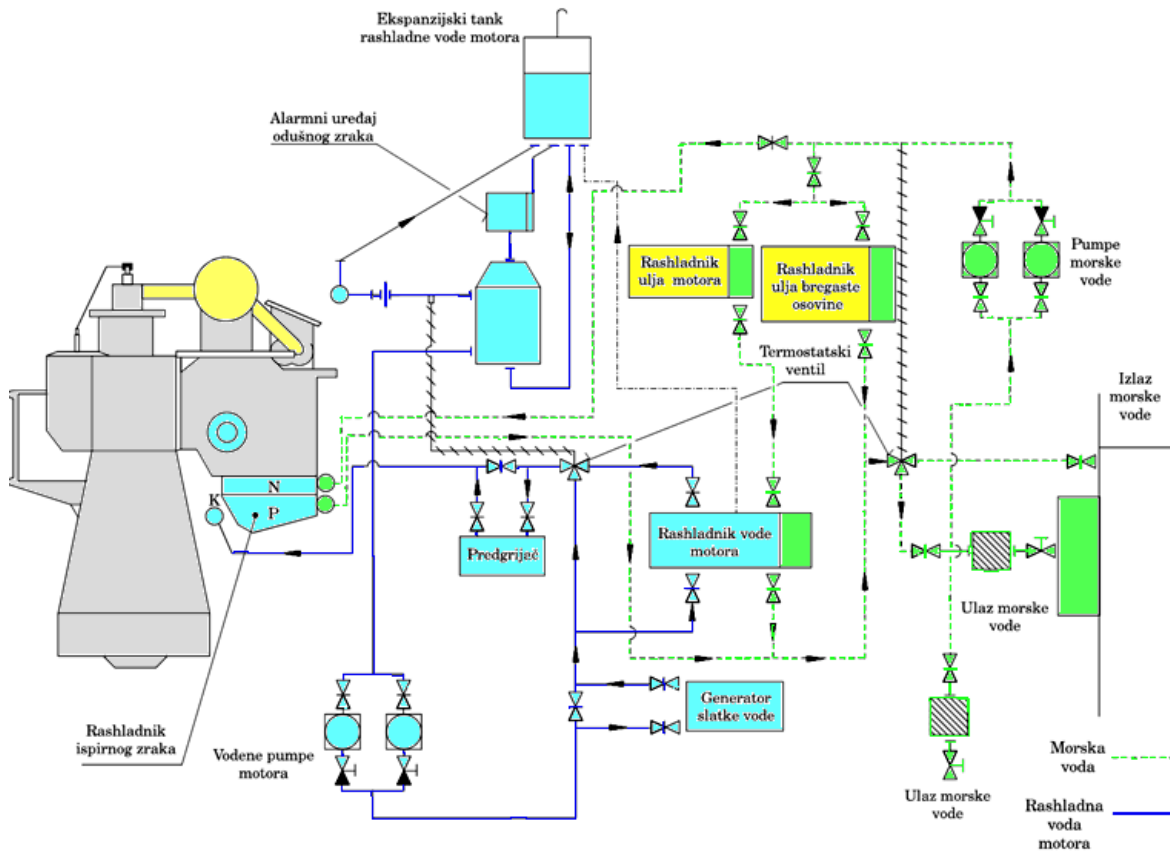 Ekspanzijski tank
rashladne vode motora
Alarmni uređaj
odušnog zraka
Rashladnik
ulja motora
Rashladnik
ulja bregaste
osovine
Pumpe
morske
vode
Termostatski
ventil
Izlaz
morske
vode
N
K
P
Predgrijač
Rashladnik vode
motora
Ulaz morske
vode
Rashladnik
ispirnog zraka
Vodene pumpe
motora
Generator
slatke vode
Ulaz morske
vode
Morska
voda
Rashladna
voda
motora